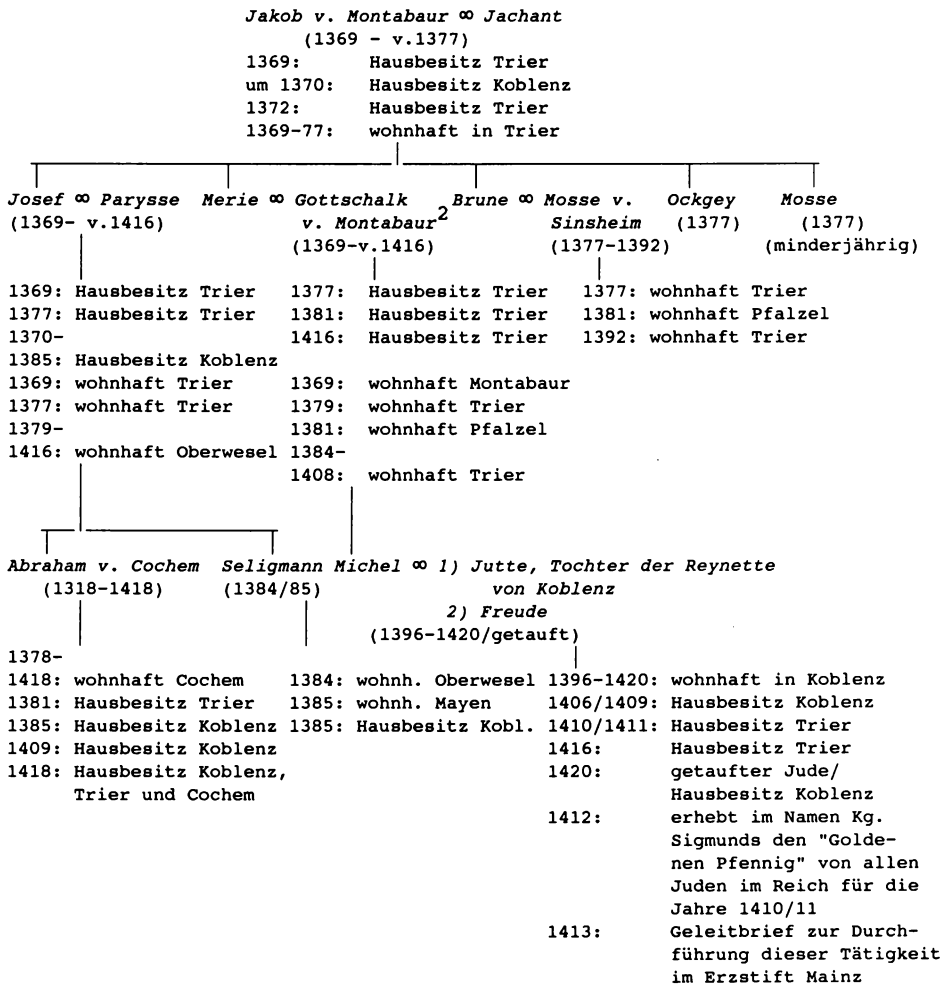 Jakob v. Montabaur ∞ Jachant
(1369 - v.1377)
1369: Hausbesitz Trier
um 1370: Hausbesitz Koblenz
1372: Hausbesitz Trier
1369-77: wohnhaft in Trier
Josef ∞ Parysse Merie ∞ Gottschalk Brune ∞ Mosse v. Ockgey Mosse
(1369- v.1416) v. Montabaur2 Sinsheim (1377) (1377)
(1369-v.1416) (1377-1392) (minderjährig)
1369: Hausbesitz Trier 1377: Hausbesitz Trier 1377: wohnhaft Trier
1377: Hausbesitz Trier 1381: Hausbesitz Trier 1381: wohnhaft Pfalzel
1370- 1416: Hausbesitz Trier 1392: wohnhaft Trier
1385: Hausbesitz Koblenz
1369: wohnhaft Trier 1369: wohnhaft Montabaur
1377: wohnhaft Trier 1379: wohnhaft Trier
1379- 1381: wohnhaft Pfalzel
1416: wohnhaft Oberwesel 1384-
1408: wohnhaft Trier
Abraham v. Cochem Seligmann Michel ∞ 1) Jutte, Tochter der Reynette
(1318-1418) (1384/85) von Koblenz
2) Freude
(1396-1420/getauft)
1378-
1418: wohnhaft Cochem 1384: wohnh. Oberwesel 1396-1420: wohnhaft in Koblenz
1381: Hausbesitz Trier 1385: wohnh. Mayen 1406/1409: Hausbesitz Koblenz
1385: Hausbesitz Koblenz 1385: Hausbesitz Kobl. 1410/1411: Hausbesitz Trier
1409: Hausbesitz Koblenz 1416: Hausbesitz Trier
1418: Hausbesitz Koblenz, 1420: getaufter Jude/
Trier und Cochem Hausbesitz Koblenz
1412: erhebt im Namen Kg.
Sigmunds den "Golde-
nen Pfennig" von allen
Juden im Reich für die
Jahre 1410/11
1413: Geleitbrief zur Durch-
führung dieser Tätigkeit
im Erzstift Mainz